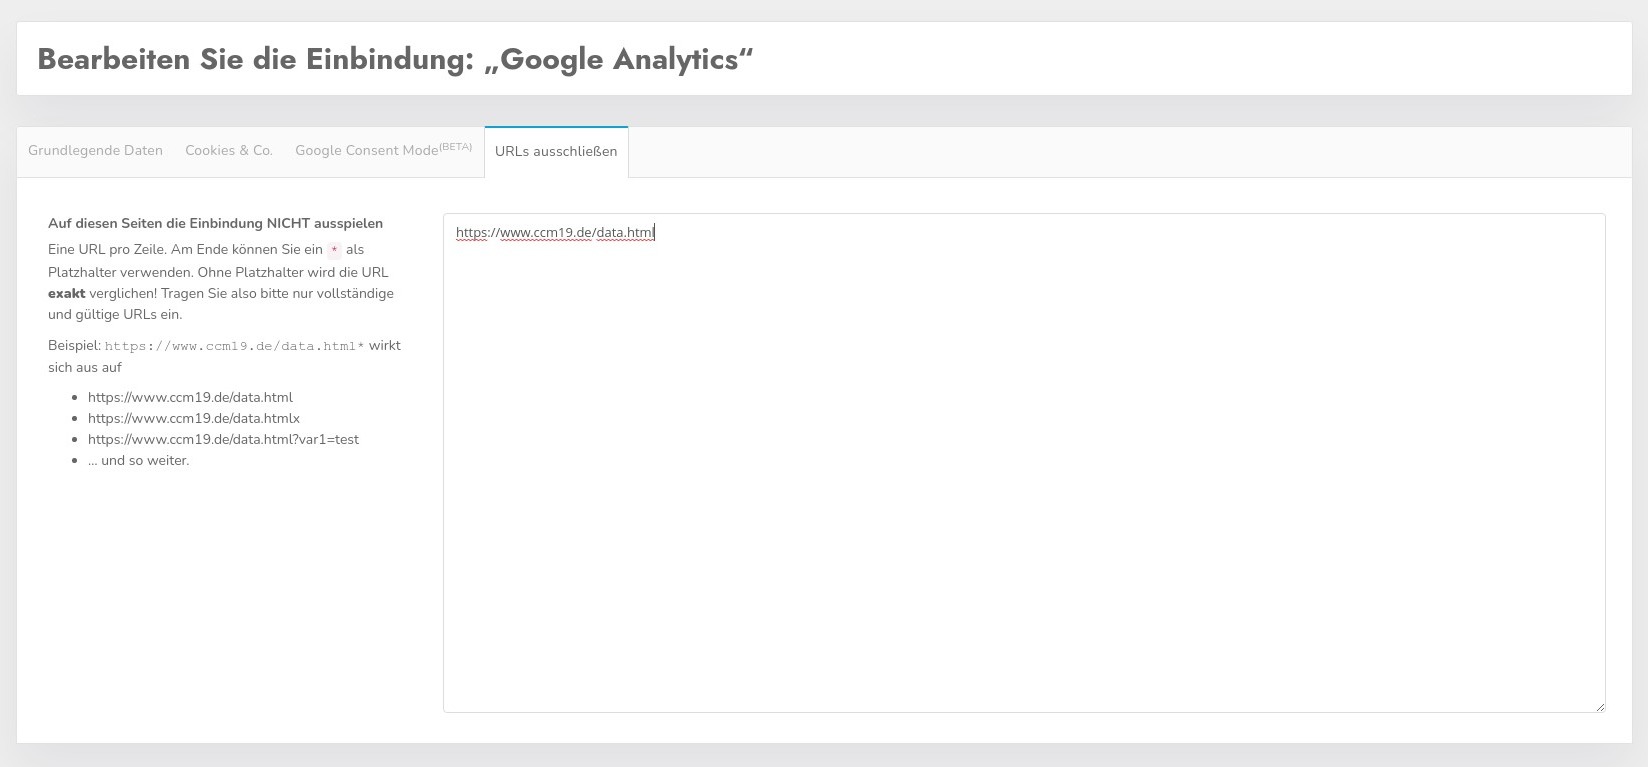 Bearbeiten Sie die Einbindung: „Google Analytics“
Grundlegende Daten
Cookies & Co.
Google Consent Mode(BETA)
URLs ausschließen
Auf diesen Seiten die Einbindung NICHT ausspielen
Eine URL pro Zeile. Am Ende können Sie ein * als
Platzhalter verwenden. Ohne Platzhalter wird die URL
exakt verglichen! Tragen Sie also bitte nur vollständige
und gültige URLs ein.
Beispiel: https://www.ccm19.de/data.html* wirkt
sich aus auf
• https://www.ccm19.de/data.html
• https://www.ccm19.de/data.htmlx
• https://www.ccm19.de/data.html?var1=test
• ... und so weiter.
https://www.ccm19.de/data.html